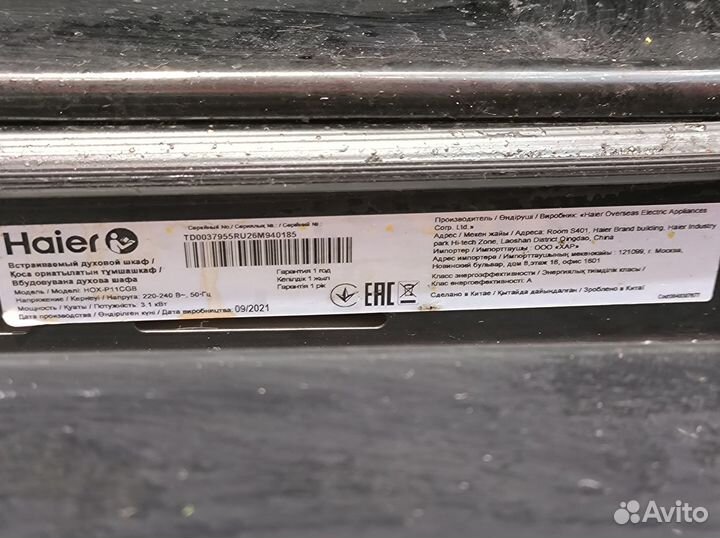 Haier
Встраиваемый духовой шкаф /
Қоса орнатылатын тұмшашкаф /
Вбудовувана духова шафа
Модель / Моделі: HOX-P11CGB
Напряжение / Кернеуі / Напруга: 220-240 В~, 50-Гц
Мощность / Қуаты / Потужність: 3.1 кВт
Дата производства / Өндірілген күні / Дата виробництва: 09/2021
Серийный No./ Сериялық №: / Серійний No.:
TD0037955RU26M940185
Гарантия 1 год
Кепілдік 1 жыл
Гарантія 1 рік
EAC
Производитель / Өндіруші / Виробник: «Haier Overseas Electric Appliances
Corp. Ltd.»
Адрес / Мекен жайы / Адреса: Room S401, Haier Brand building, Haier Industry
park Hi-tech Zone, Laoshan District Qingdao, China
Импортер / Импорттаушы: ООО «ХАР»
Адрес импортера / Импорттаушының мекенжайы: 121099, г. Москва,
Новинский бульвар, дом 8,этаж 16, офис 1601
Класс энергоэффективности / Энергиялық тиімділік класы /
Клас енергоефективності: A
Сделано в Китае / Қытайда дайындалған / Зроблено в Китаї
Avito